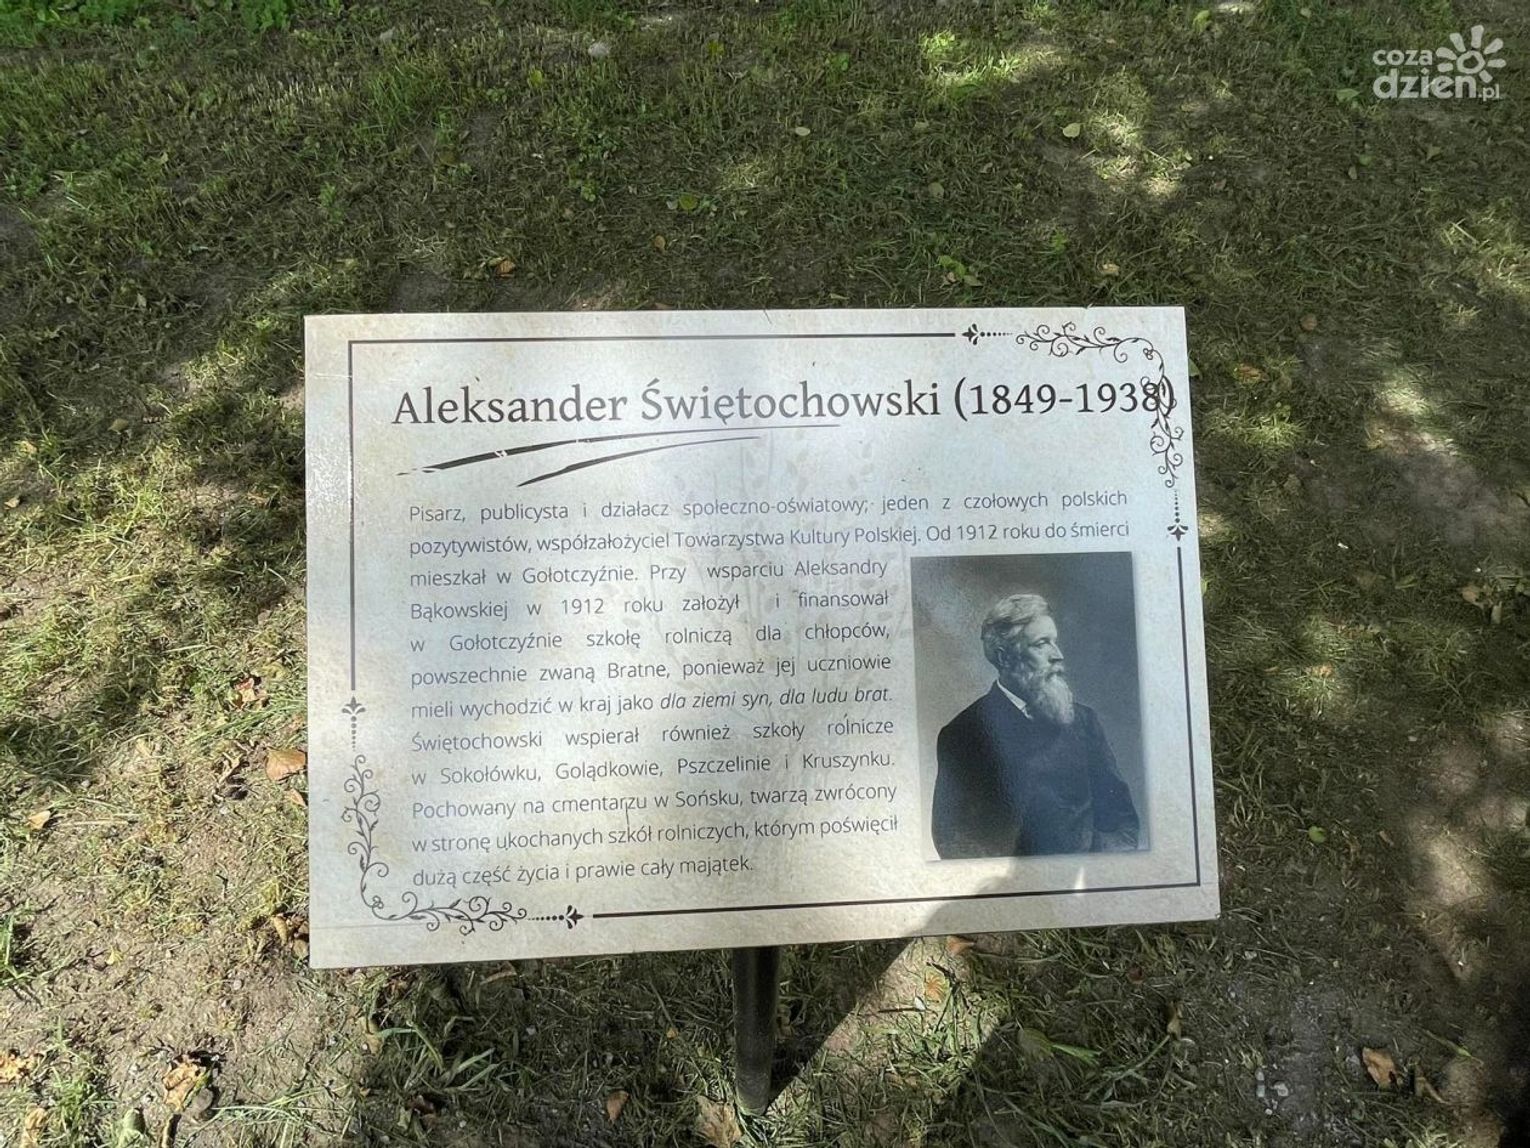 coza
dzien.pl
Aleksander Świętochowski (1849-1938)
Pisarz, publicysta i działacz społeczno-oświatowy; jeden z czołowych polskich
pozytywistów, współzałożyciel Towarzystwa Kultury Polskiej. Od 1912 roku do śmierci
mieszkał w Gołotczyźnie. Przy wsparciu Aleksandry
Bąkowskiej w 1912 roku założył i finansował
w Gołotczyźnie szkołę rolniczą dla chłopców,
powszechnie zwaną Bratne, ponieważ jej uczniowie
mieli wychodzić w kraj jako dla ziemi syn, dla ludu brat.
Świętochowski wspierał również szkoły rolnicze
w Sokołówku, Golądkowie, Pszczelinie i Kruszynku.
Pochowany na cmentarzu w Sońsku, twarzą zwrócony
w stronę ukochanych szkół rolniczych, którym poświęcił
dużą część życia i prawie cały majątek.